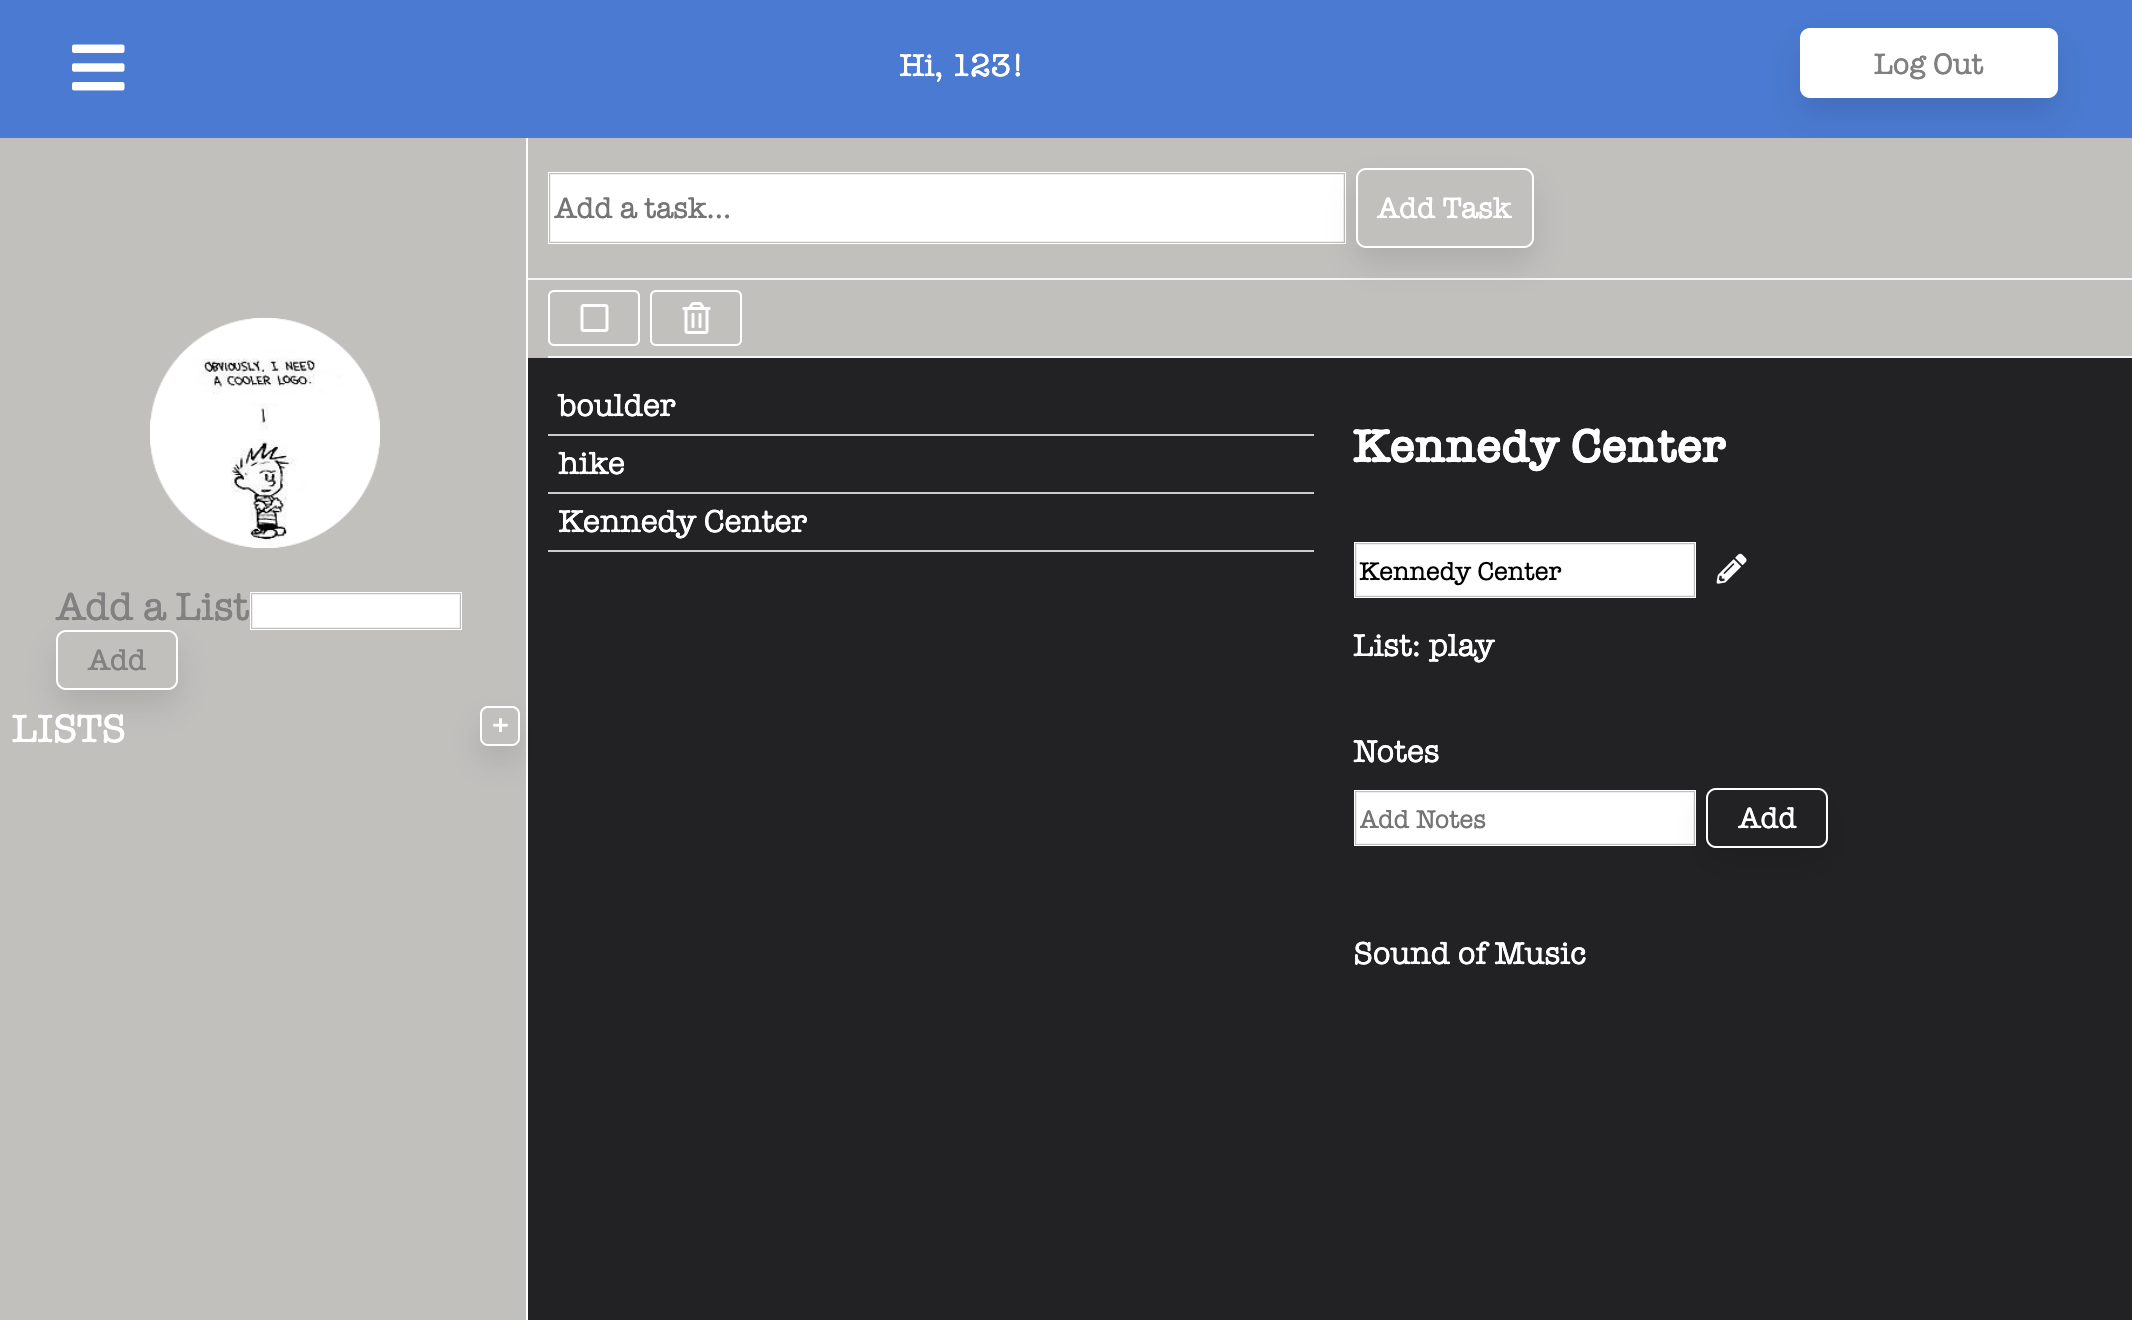 Hi, 123!
Log Out
Add a task...
Add Task
OBVIOUSLY, I NEED
A COOLER LOGO.
Add a List
Add
LISTS
+
boulder
hike
Kennedy Center
Kennedy Center
Kennedy Center
List: play
Notes
Add Notes
Add
Sound of Music